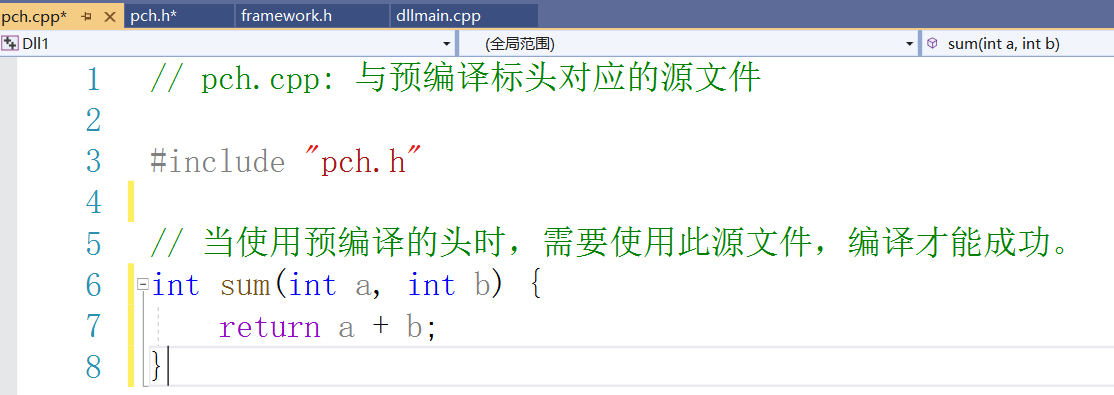 pch.cpp* pch.h* framework.h dllmain.cpp
Dll1 (全局范围) sum(int a, int b)
1 // pch.cpp: 与预编译标头对应的源文件
2
3 #include "pch.h"
4
5 // 当使用预编译的头时，需要使用此源文件，编译才能成功。
6 int sum(int a, int b) {
7 return a + b;
8 }